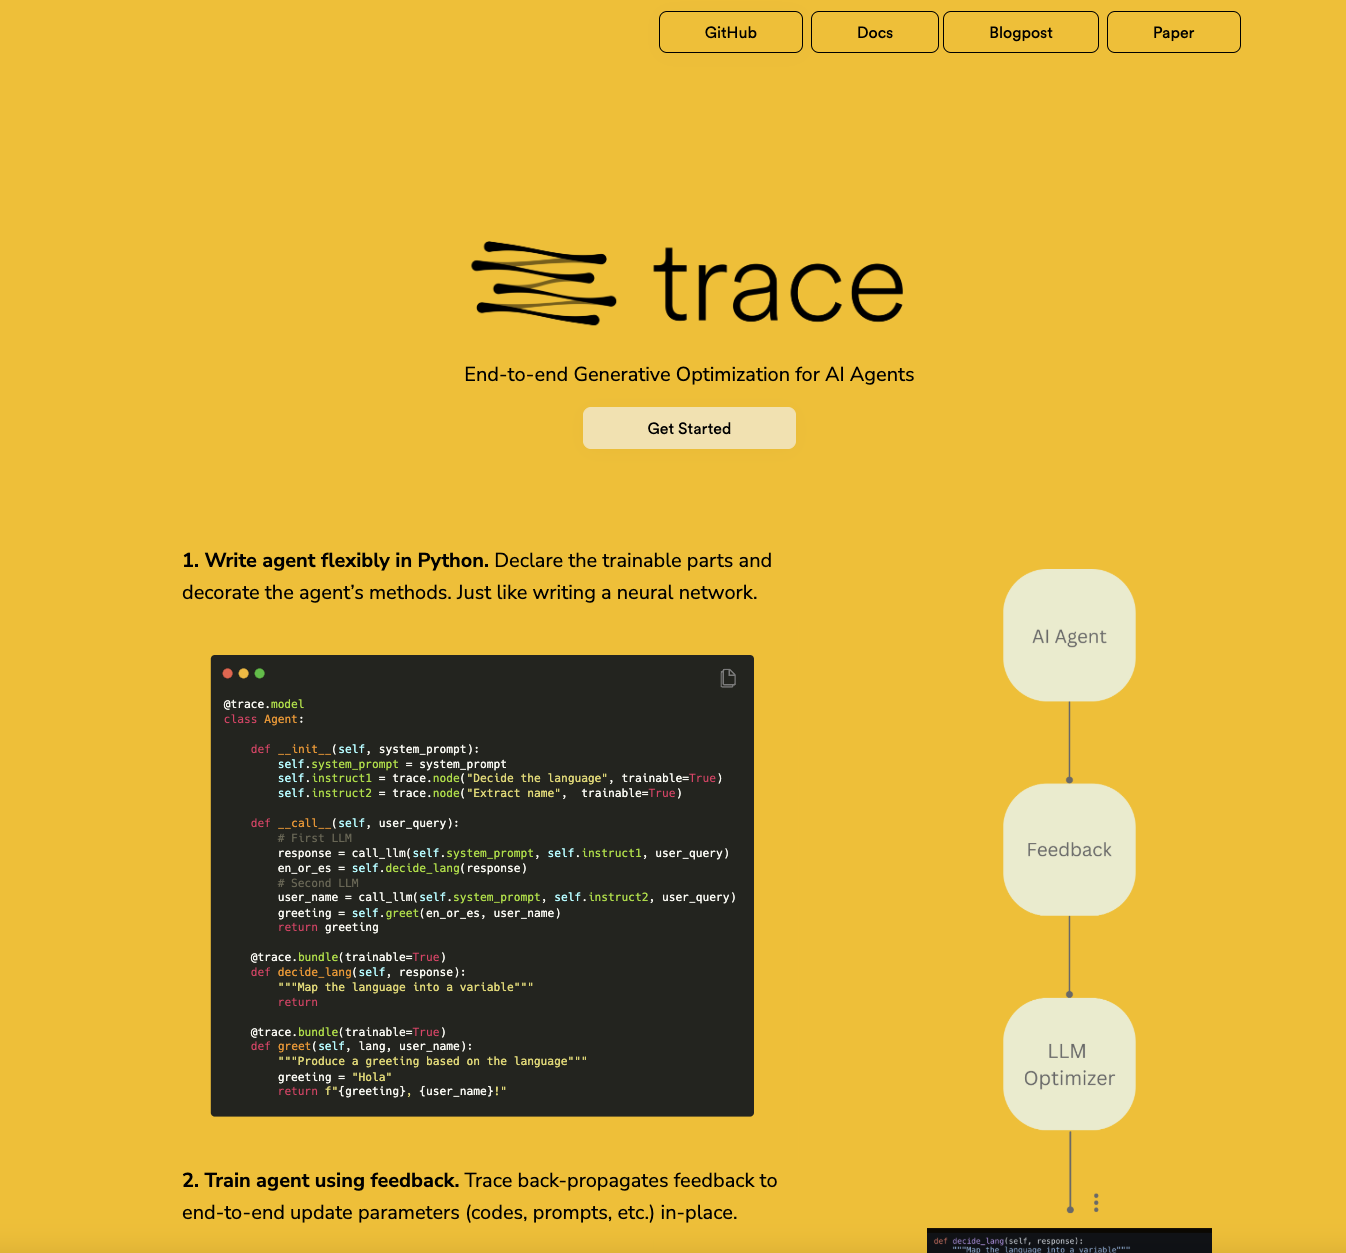 GitHub Docs Blogpost Paper
trace
End-to-end Generative Optimization for AI Agents
Get Started
1. Write agent flexibly in Python. Declare the trainable parts and
decorate the agent’s methods. Just like writing a neural network.
@trace.model
class Agent:
    def __init__(self, system_prompt):
        self.system_prompt = system_prompt
        self.instruct1 = trace.node("Decide the language", trainable=True)
        self.instruct2 = trace.node("Extract name",  trainable=True)
    def __call__(self, user_query):
        # First LLM
        response = call_llm(self.system_prompt, self.instruct1, user_query)
        en_or_es = self.decide_lang(response)
        # Second LLM
        user_name = call_llm(self.system_prompt, self.instruct2, user_query)
        greeting = self.greet(en_or_es, user_name)
        return greeting
    @trace.bundle(trainable=True)
    def decide_lang(self, response):
        """Map the language into a variable"""
        return
    @trace.bundle(trainable=True)
    def greet(self, lang, user_name):
        """Produce a greeting based on the language"""
        greeting = "Hola"
        return f"{greeting}, {user_name}!"
AI Agent
Feedback
LLM
Optimizer
2. Train agent using feedback. Trace back-propagates feedback to
end-to-end update parameters (codes, prompts, etc.) in-place.
def decide_lang(self, response):
    """Map the language into a variable"""